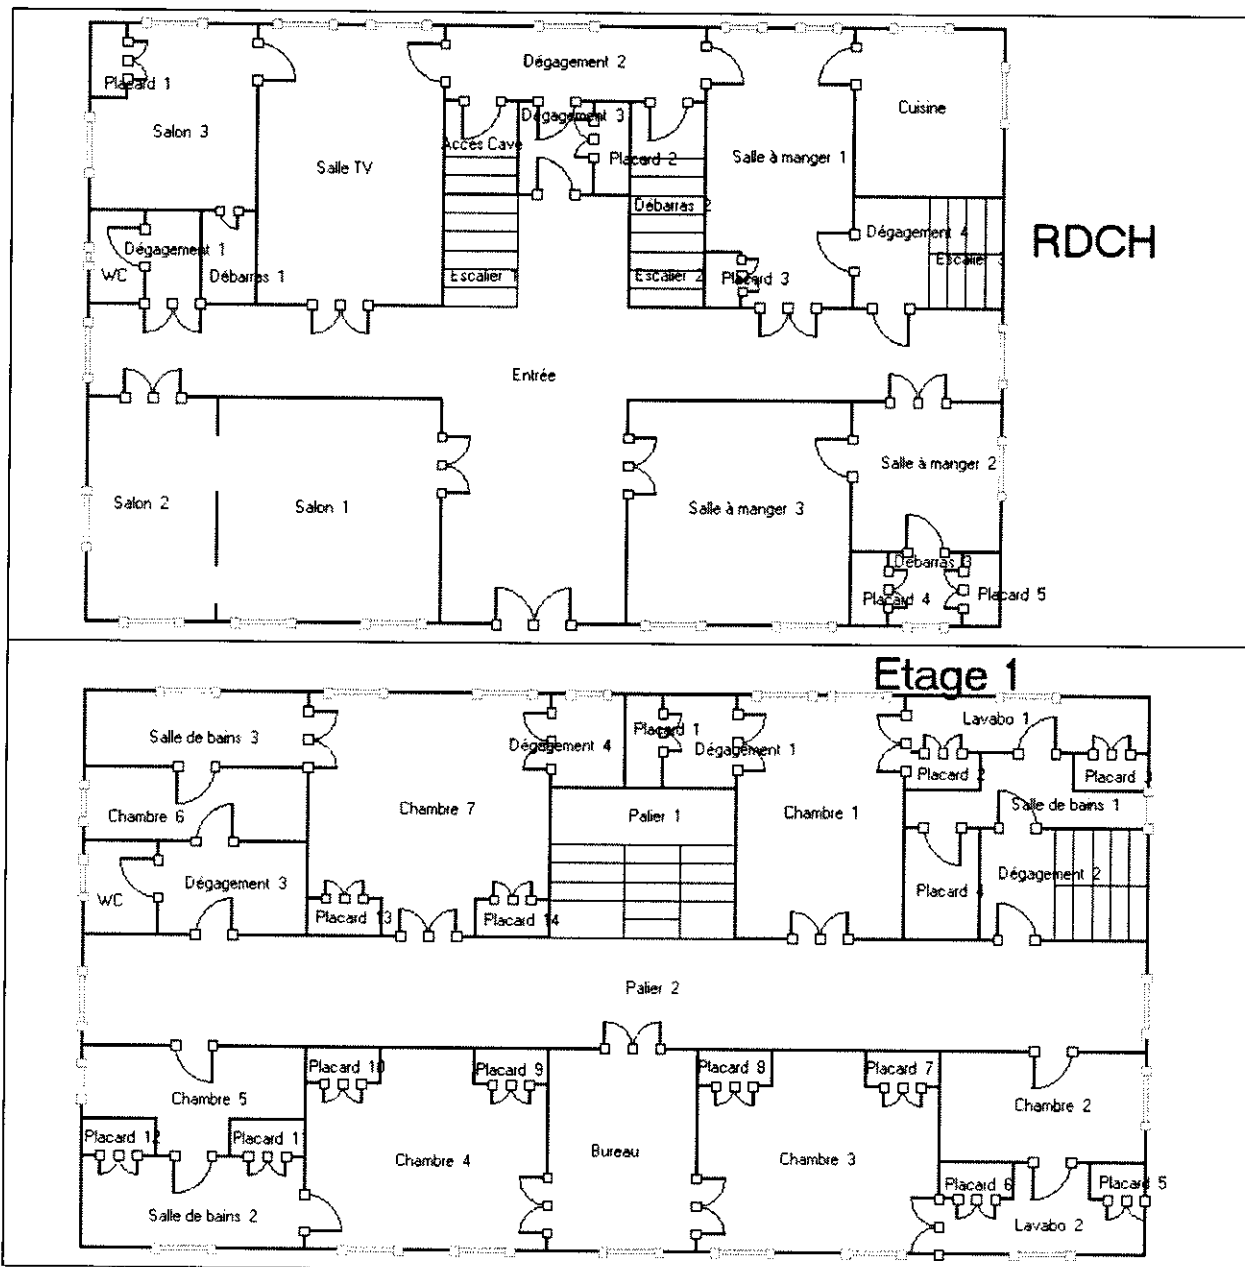 Dégagement 2
Placard 1
Cuisine
Salon 3
Dégagement 3
Accès Cave
Placard 2
Salle à manger 1
Salle TV
Débarras 2
Dégagement 4
RDCH
Dégagement 1
WC
Débarras 1
Escalier 1
Escalier 2
Placard 3
Escalier 3
Entrée
Salle à manger 2
Salon 2
Salon 1
Salle à manger 3
Débarras 3
Placard 4
Placard 5
Etage 1
Lavabo 1
Salle de bains 3
Dégagement 4
Placard 1
Dégagement 1
Placard 2
Placard 3
Chambre 6
Chambre 7
Palier 1
Chambre 1
Salle de bains 1
WC
Dégagement 3
Placard 4
Dégagement 2
Placard 13
Placard 14
Palier 2
Placard 10
Placard 9
Placard 8
Placard 7
Chambre 5
Chambre 2
Placard 12
Placard 11
Chambre 4
Bureau
Chambre 3
Placard 6
Placard 5
Salle de bains 2
Lavabo 2